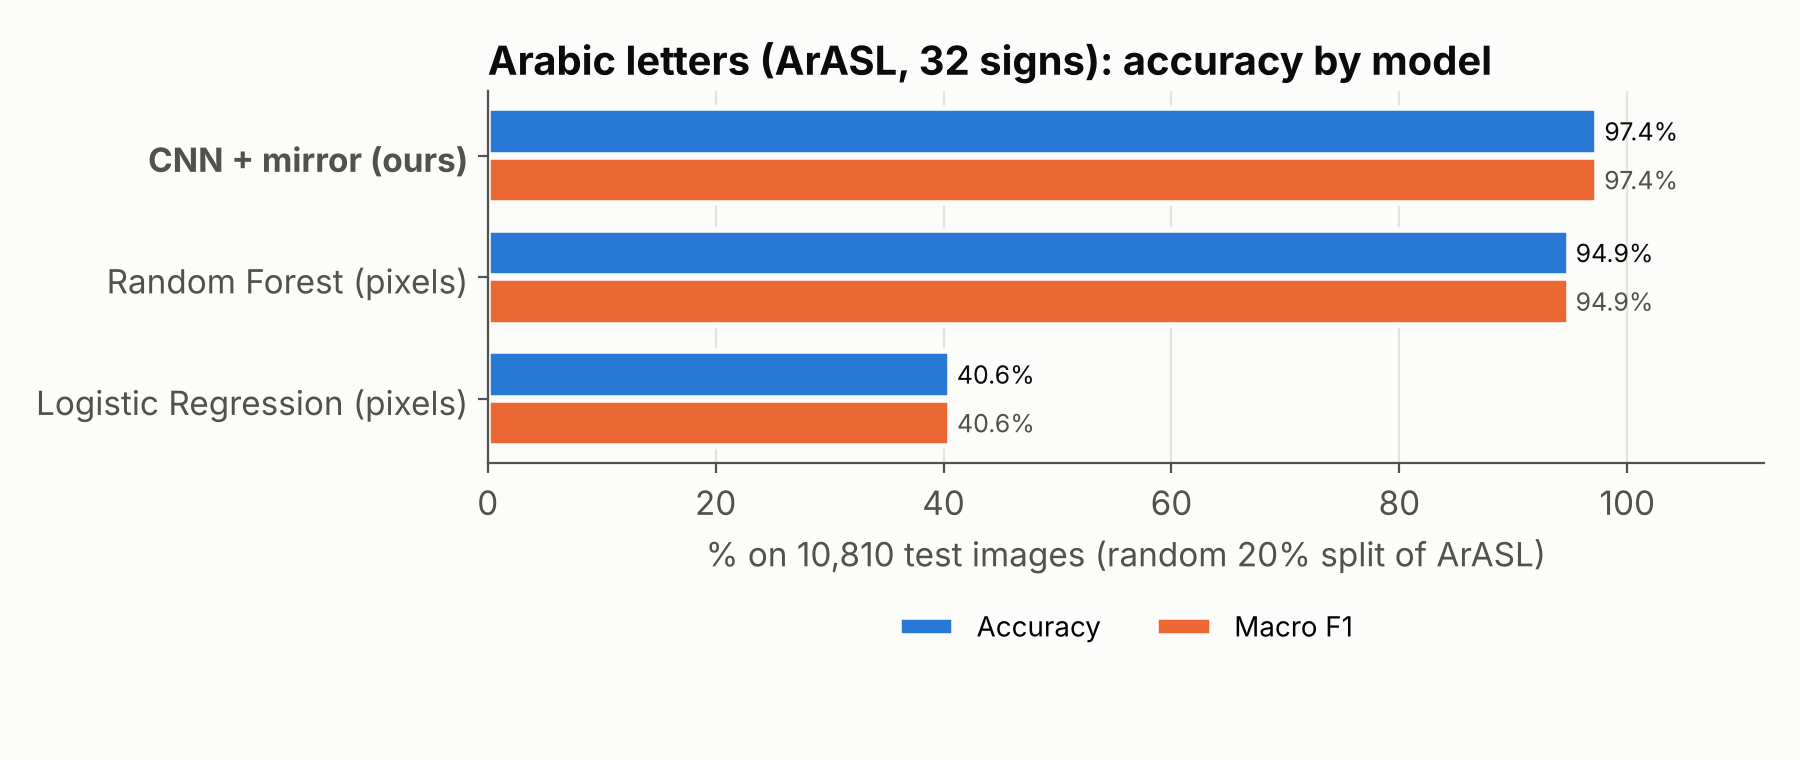 Arabic letters (ArASL, 32 signs): accuracy by model
CNN + mirror (ours)
97.4%
97.4%
Random Forest (pixels)
94.9%
94.9%
Logistic Regression (pixels)
40.6%
40.6%
0 20 40 60 80 100
% on 10,810 test images (random 20% split of ArASL)
Accuracy Macro F1